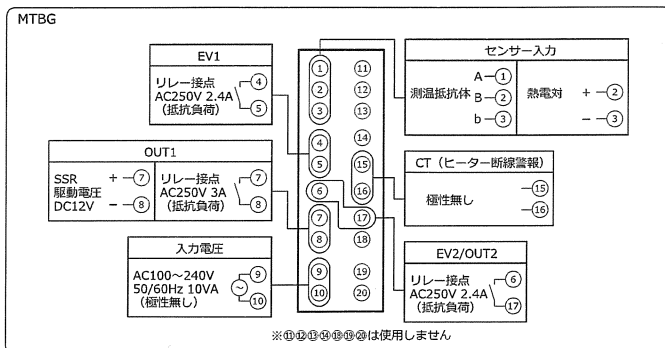 MTBG
EV1
リレー接点
AC250V 2.4A
(抵抗負荷)
④
⑤
OUT1
SSR
駆動電圧
DC12V
+ ⑦
− ⑧
リレー接点
AC250V 3A
(抵抗負荷)
⑦
⑧
入力電圧
AC100～240V
50/60Hz 10VA
(極性無し)
⑨
⑩
① ⑪
② ⑫
③ ⑬
④ ⑭
⑤ ⑮
⑥ ⑯
⑦ ⑰
⑧ ⑱
⑨ ⑲
⑩ ⑳
センサー入力
測温抵抗体
A ①
B ②
b ③
熱電対
+ ②
− ③
CT (ヒーター断線警報)
極性無し
⑮
⑯
EV2/OUT2
リレー接点
AC250V 2.4A
(抵抗負荷)
⑥
⑰
※⑪⑫⑬⑭⑱⑲⑳は使用しません